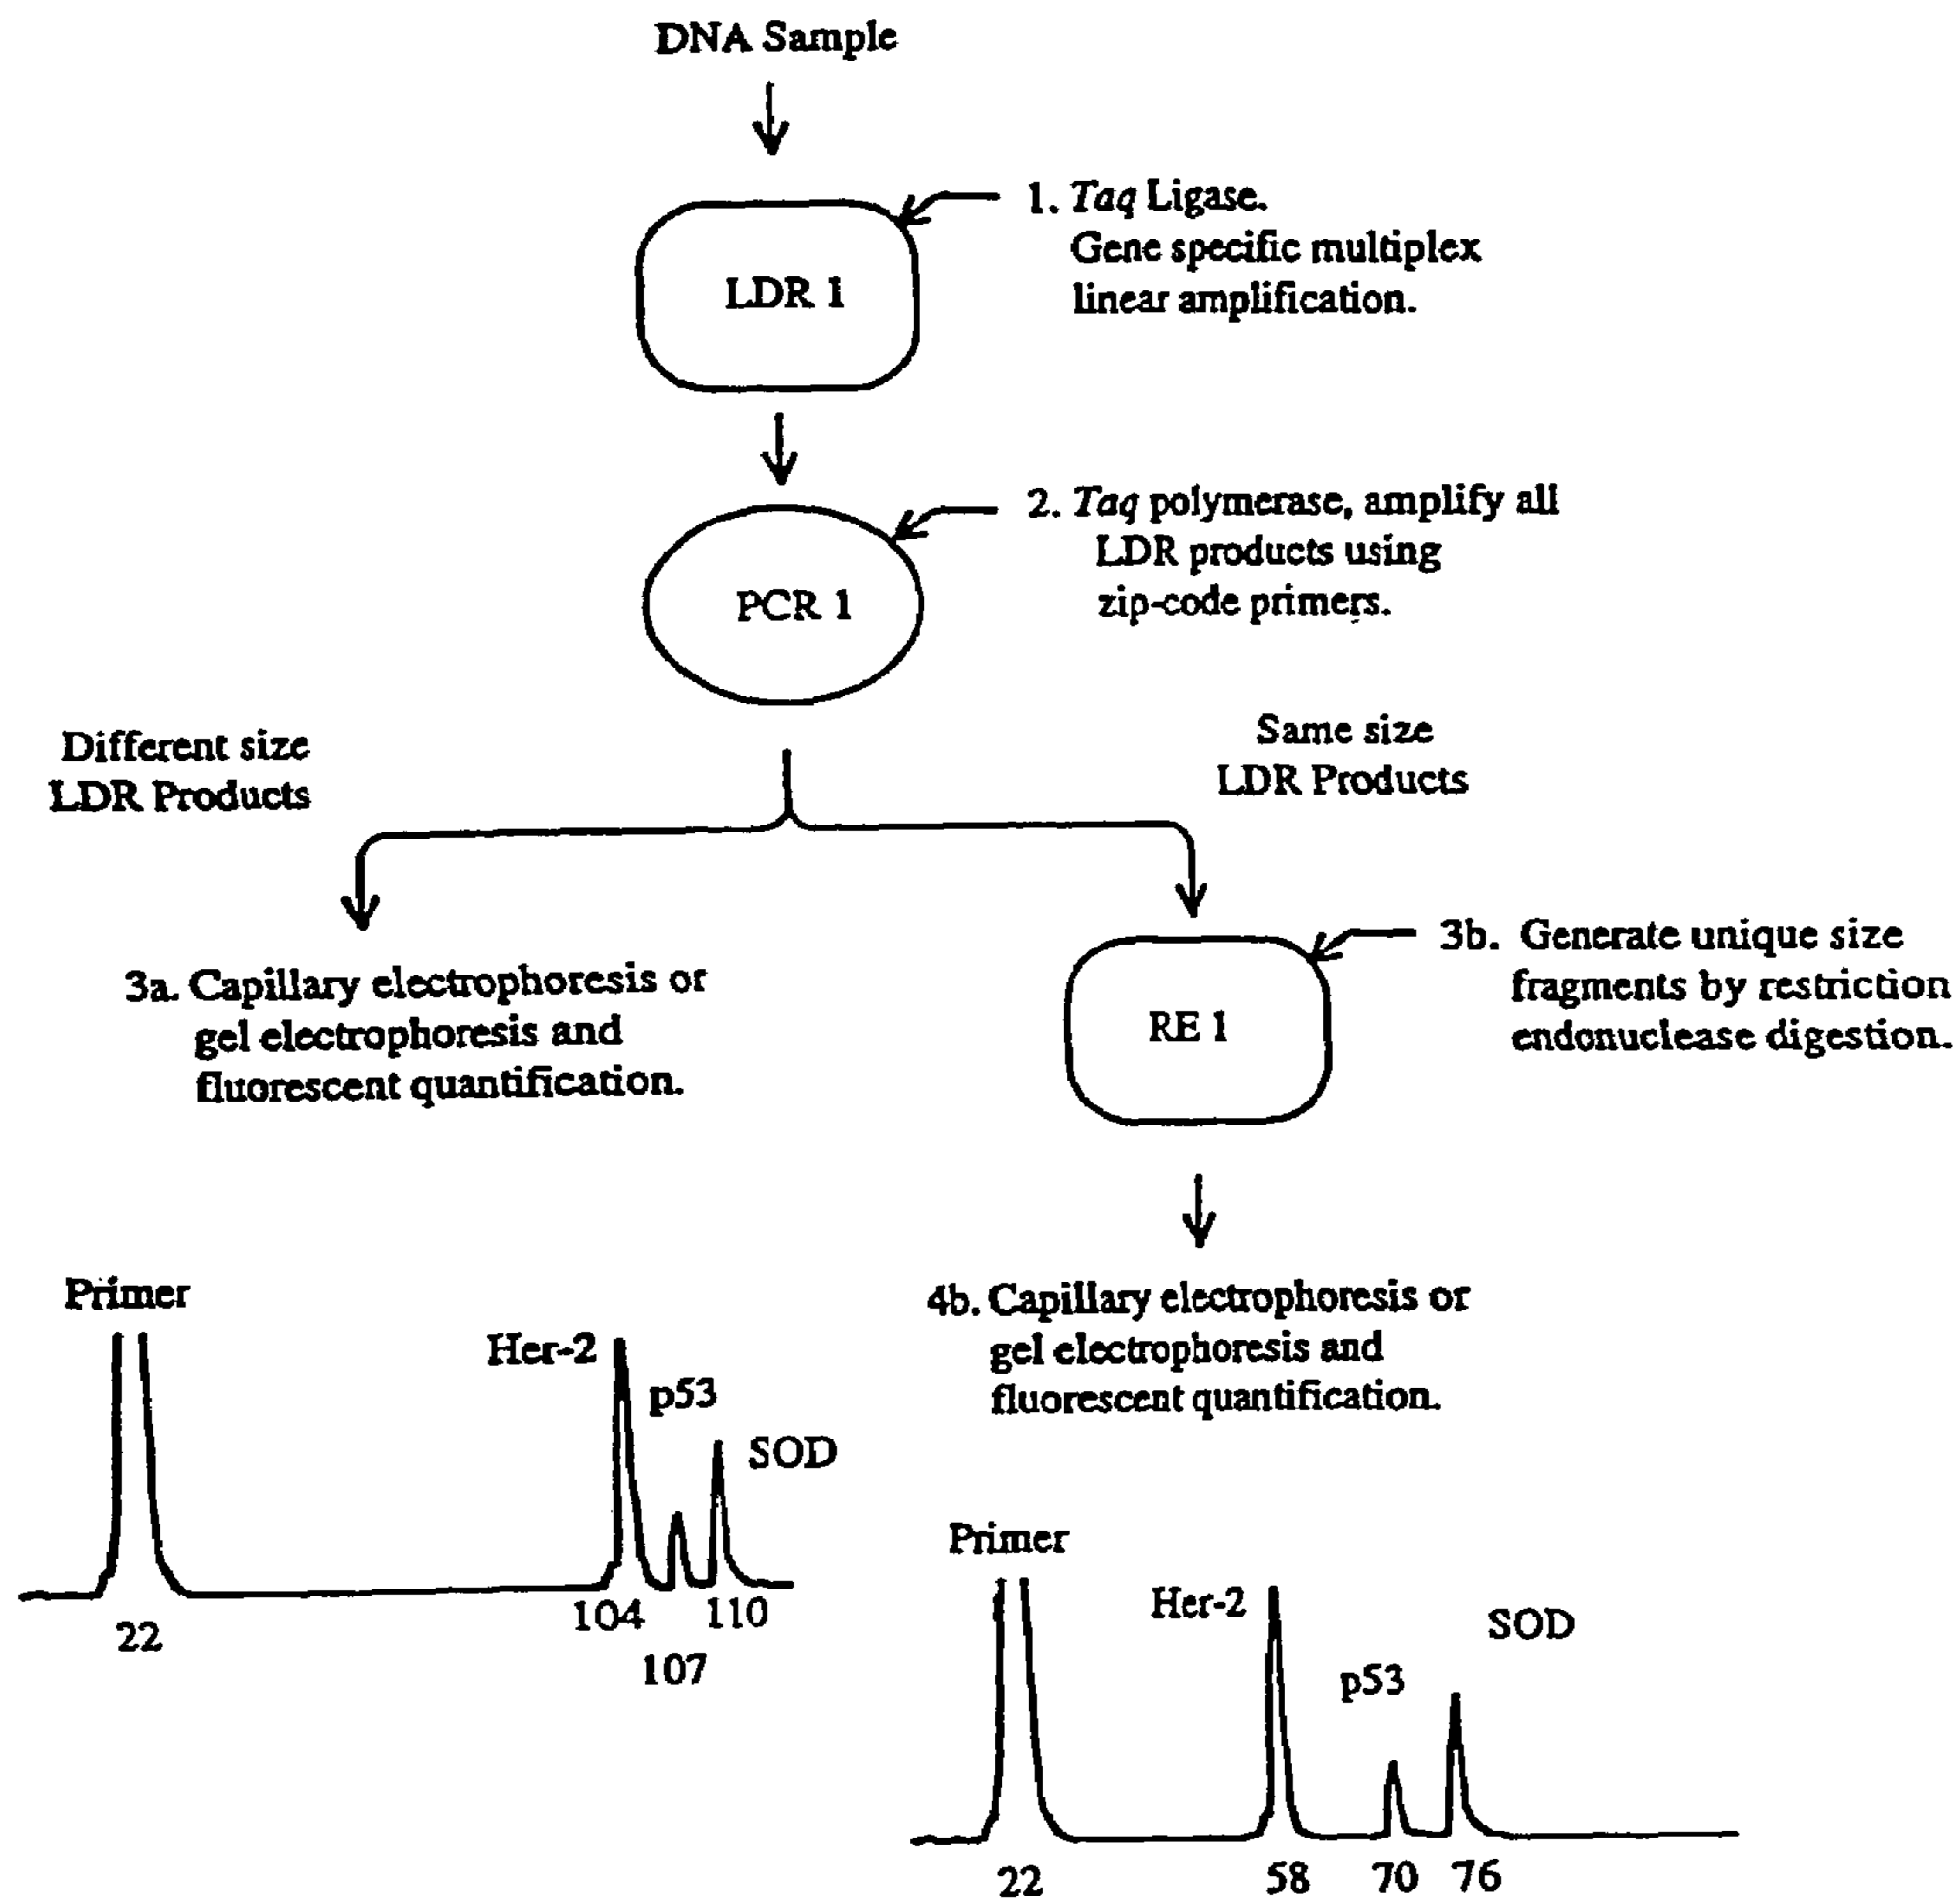 DNA Sample
1. Taq Ligase.
Gene specific multiplex
linear amplification.
LDR 1
2. Taq polymerase, amplify all
LDR products using
zip-code primers.
PCR 1
Different size
LDR Products
Same size
LDR Products
3a. Capillary electrophoresis or
gel electrophoresis and
fluorescent quantification.
3b. Generate unique size
fragments by restriction
endonuclease digestion.
RE 1
4b. Capillary electrophoresis or
gel electrophoresis and
fluorescent quantification.
Primer
Her-2
p53
SOD
22
104
107
110
Primer
Her-2
p53
SOD
22
58
70
76